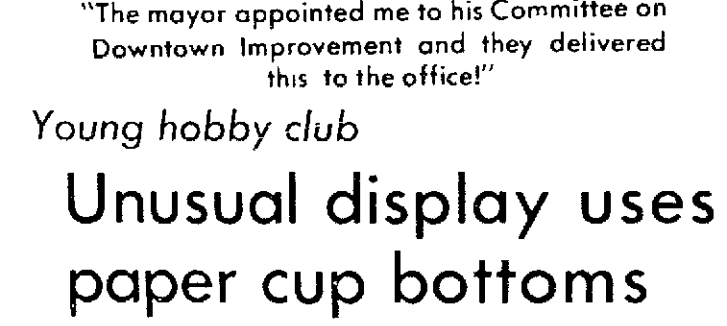 "The mayor appointed me to his Committee on
Downtown Improvement and they delivered
this to the office!"
Young hobby club
Unusual display uses
paper cup bottoms